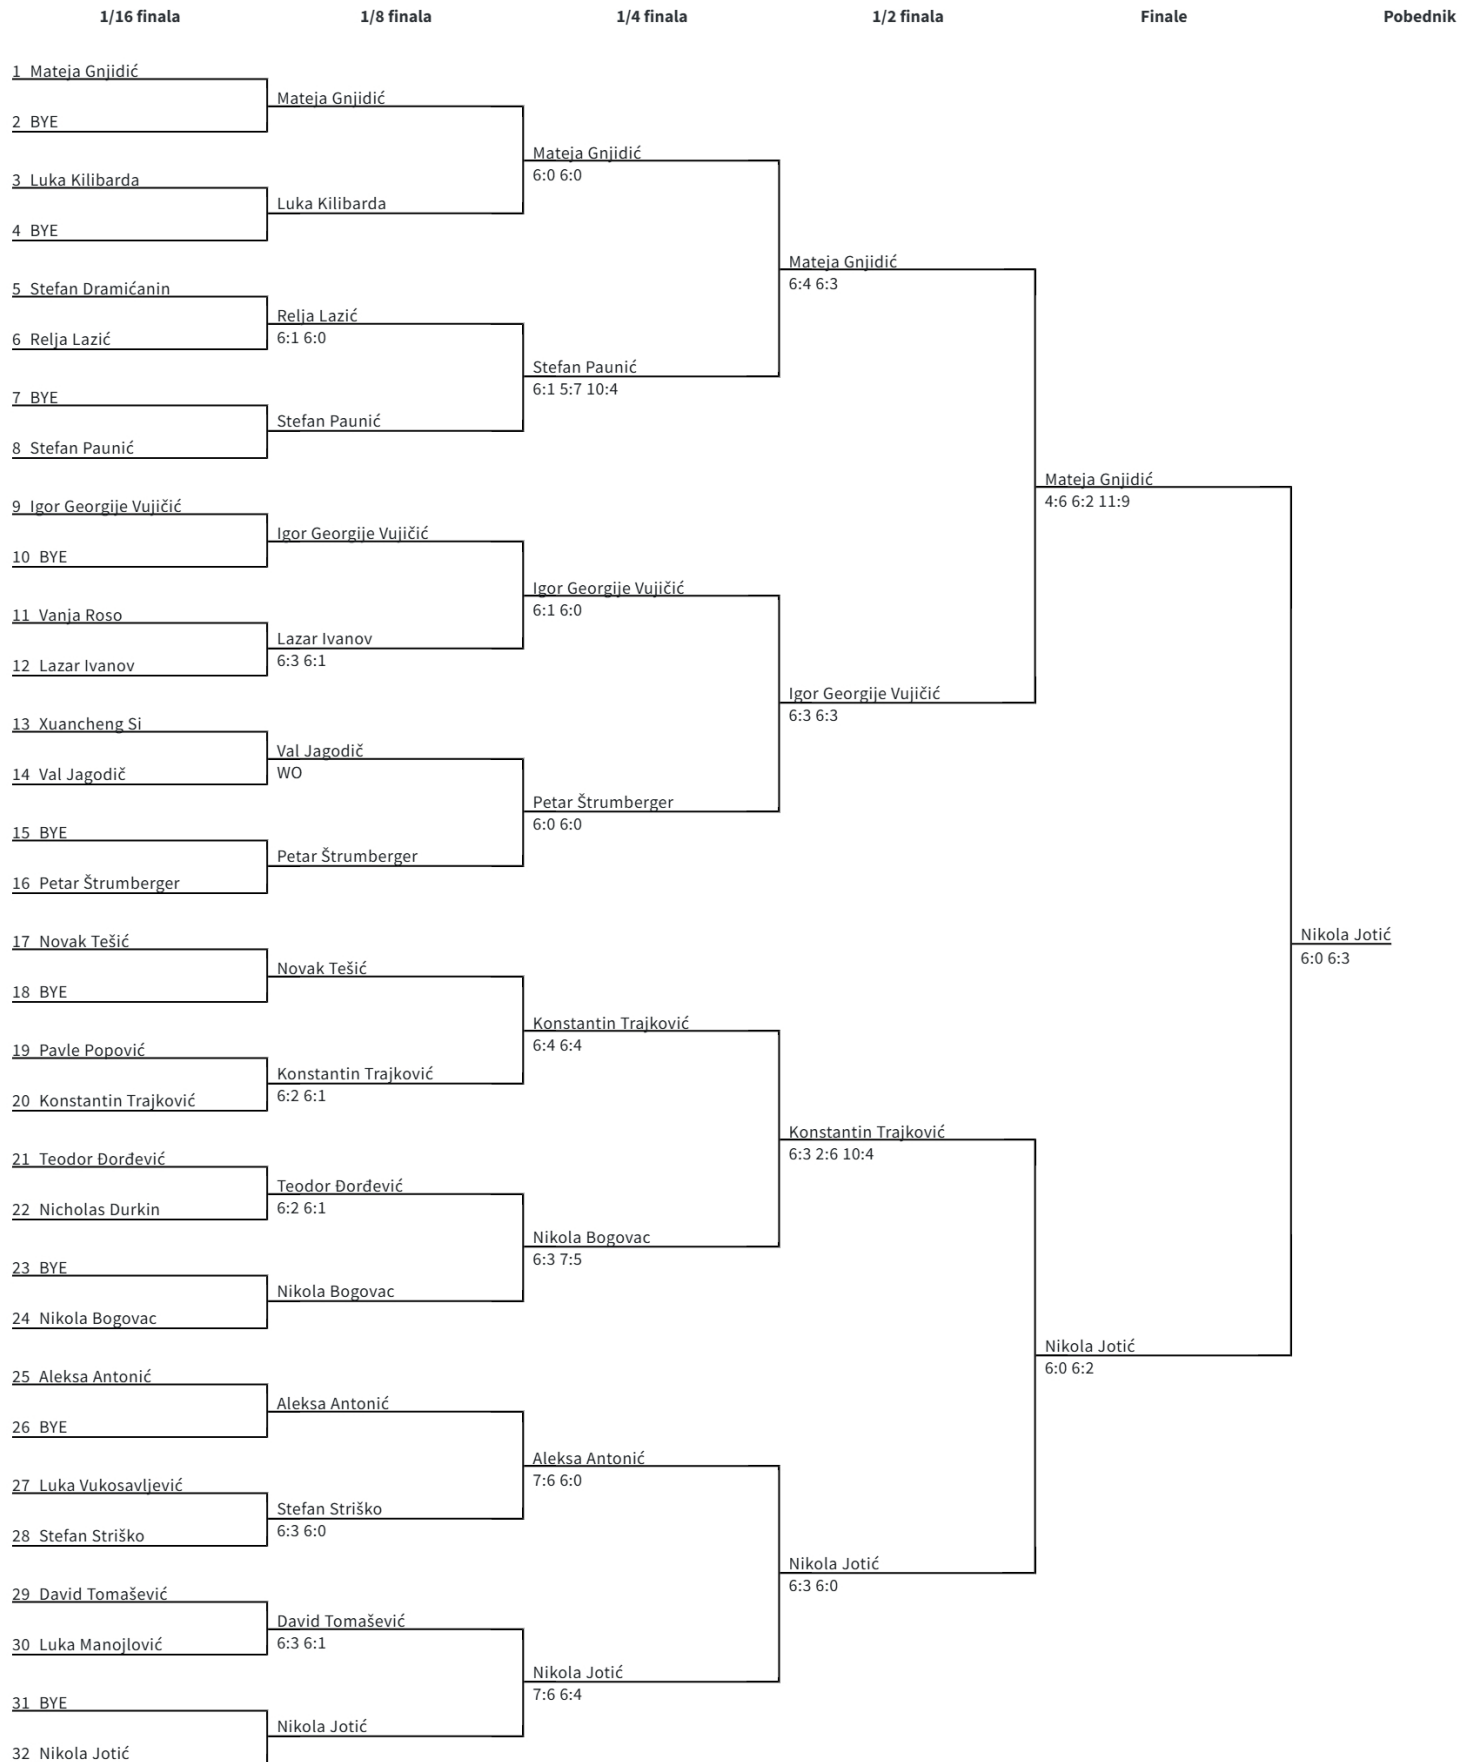 1/16 finala 1/8 finala 1/4 finala 1/2 finala Finale Pobednik
1 Mateja Gnjidić
Mateja Gnjidić
2 BYE
Mateja Gnjidić
6:0 6:0
3 Luka Kilibarda
Luka Kilibarda
4 BYE
Mateja Gnjidić
6:4 6:3
5 Stefan Dramićanin
Relja Lazić
6:1 6:0
6 Relja Lazić
Stefan Paunić
6:1 5:7 10:4
7 BYE
Stefan Paunić
8 Stefan Paunić
Mateja Gnjidić
4:6 6:2 11:9
9 Igor Georgije Vujičić
Igor Georgije Vujičić
10 BYE
Igor Georgije Vujičić
6:1 6:0
11 Vanja Roso
Lazar Ivanov
6:3 6:1
12 Lazar Ivanov
Igor Georgije Vujičić
6:3 6:3
13 Xuancheng Si
Val Jagodič
WO
14 Val Jagodič
Petar Štrumberger
6:0 6:0
15 BYE
Petar Štrumberger
16 Petar Štrumberger
Nikola Jotić
6:0 6:3
17 Novak Tešić
Novak Tešić
18 BYE
Konstantin Trajković
6:4 6:4
19 Pavle Popović
Konstantin Trajković
6:2 6:1
20 Konstantin Trajković
Konstantin Trajković
6:3 2:6 10:4
21 Teodor Đorđević
Teodor Đorđević
6:2 6:1
22 Nicholas Durkin
Nikola Bogovac
6:3 7:5
23 BYE
Nikola Bogovac
24 Nikola Bogovac
Nikola Jotić
6:0 6:2
25 Aleksa Antonić
Aleksa Antonić
26 BYE
Aleksa Antonić
7:6 6:0
27 Luka Vukosavljević
Stefan Striško
6:3 6:0
28 Stefan Striško
Nikola Jotić
6:3 6:0
29 David Tomašević
David Tomašević
6:3 6:1
30 Luka Manojlović
Nikola Jotić
7:6 6:4
31 BYE
Nikola Jotić
32 Nikola Jotić